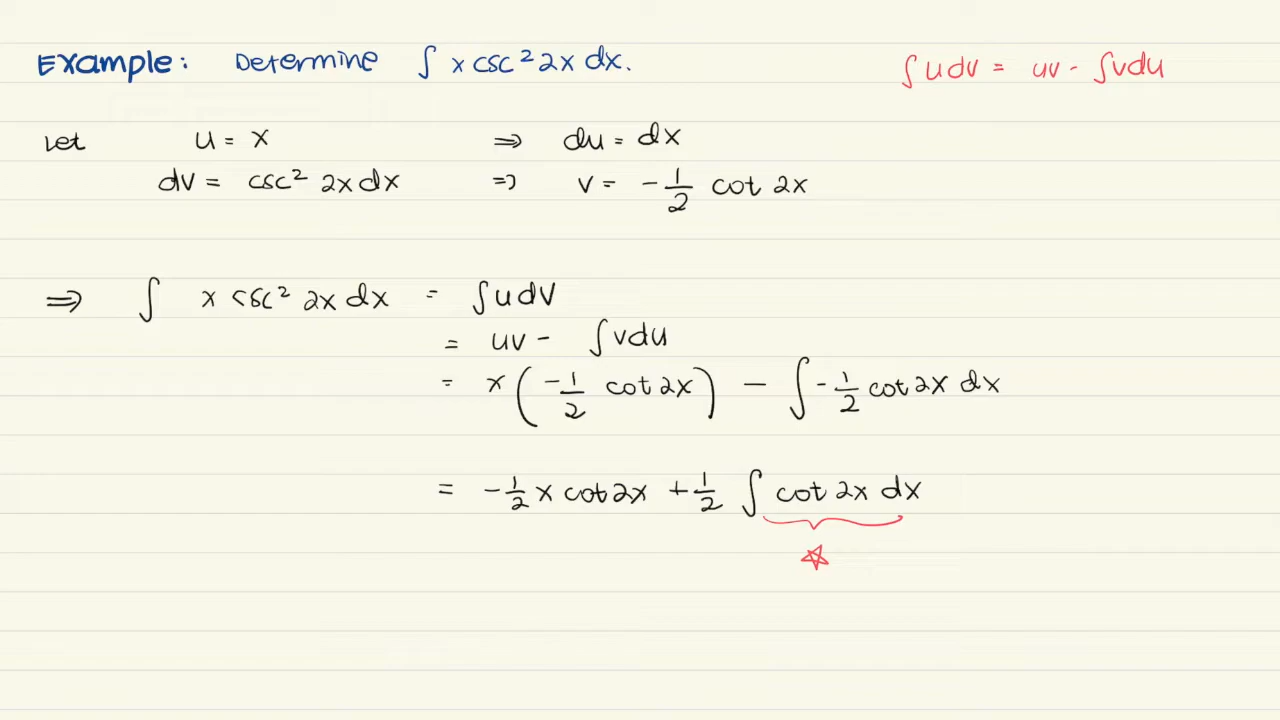 Example: Determine ∫ x csc² 2x dx. ∫ u dv = uv - ∫ v du
Let u = x ⇒ du = dx
dv = csc² 2x dx ⇒ v = -1/2 cot 2x
⇒ ∫ x csc² 2x dx = ∫ u dv
= uv - ∫ v du
= x(-1/2 cot 2x) - ∫ -1/2 cot 2x dx
= -1/2 x cot 2x + 1/2 ∫ cot 2x dx